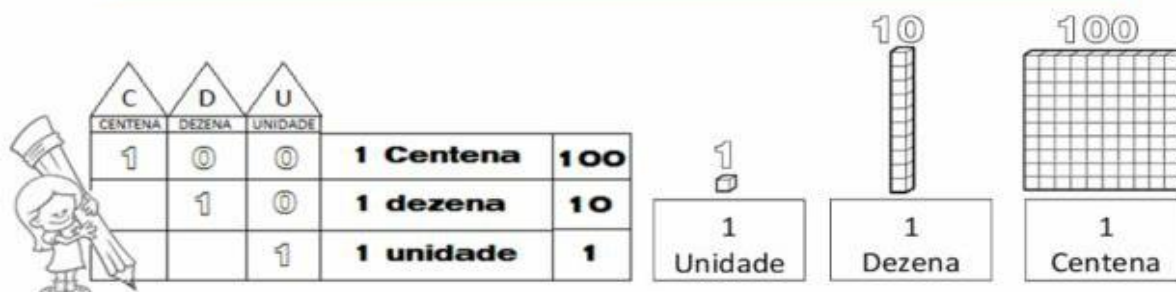 C D U
CENTENA DEZENA UNIDADE
1 0 0 1 Centena 100
1 0 1 dezena 10
1 1 unidade 1
1
1
Unidade
10
1
Dezena
100
1
Centena